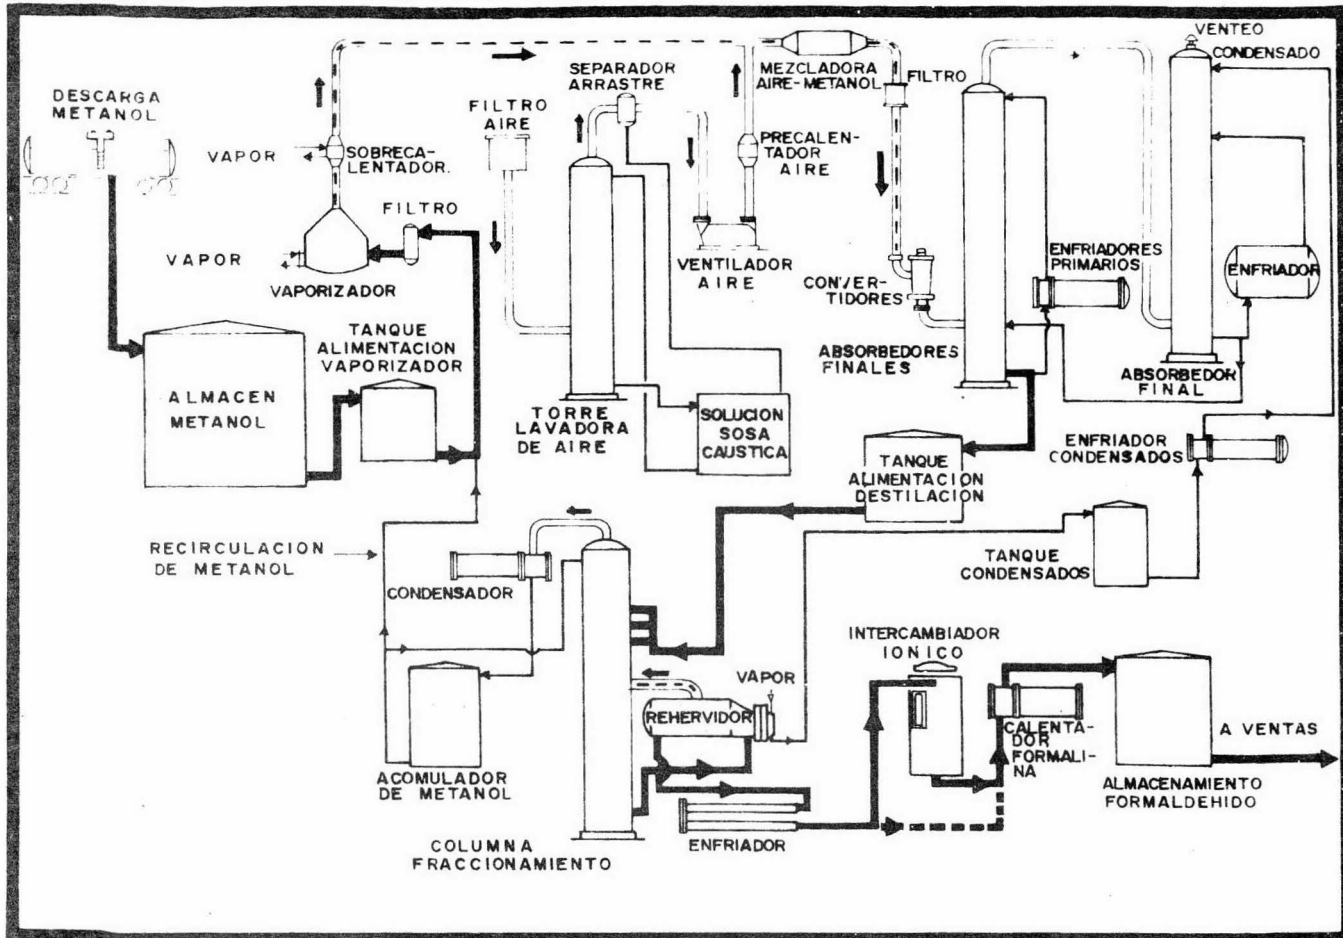 VENTEO
CONDENSADO
SEPARADOR
ARRASTRE
MEZCLADORA
AIRE-METANOL
FILTRO
DESCARGA
METANOL
FILTRO
AIRE
VAPOR
SOBRECA-
LENTADOR.
PRECALEN-
TADOR
AIRE
FILTRO
VAPOR
VAPORIZADOR
VENTILADOR
AIRE
CONVER-
TIDORES
ENFRIADORES
PRIMARIOS
ENFRIADOR
TANQUE
ALIMENTACION
VAPORIZADOR
ABSORBEDORES
FINALES
ABSORBEDOR
FINAL
ALMACEN
METANOL
TORRE
LAVADORA
DE AIRE
SOLUCION
SOSA
CAUSTICA
ENFRIADOR
CONDENSADOS
TANQUE
ALIMENTACION
DESTILACION
RECIRCULACION
DE METANOL
CONDENSADOR
TANQUE
CONDENSADOS
INTERCAMBIADOR
IONICO
VAPOR
REHERVIDOR
CALENTA-
DOR
FORMALI-
NA
A VENTAS
ACOMULADOR
DE METANOL
ALMACENAMIENTO
FORMALDEHIDO
ENFRIADOR
COLUMNA
FRACCIONAMIENTO